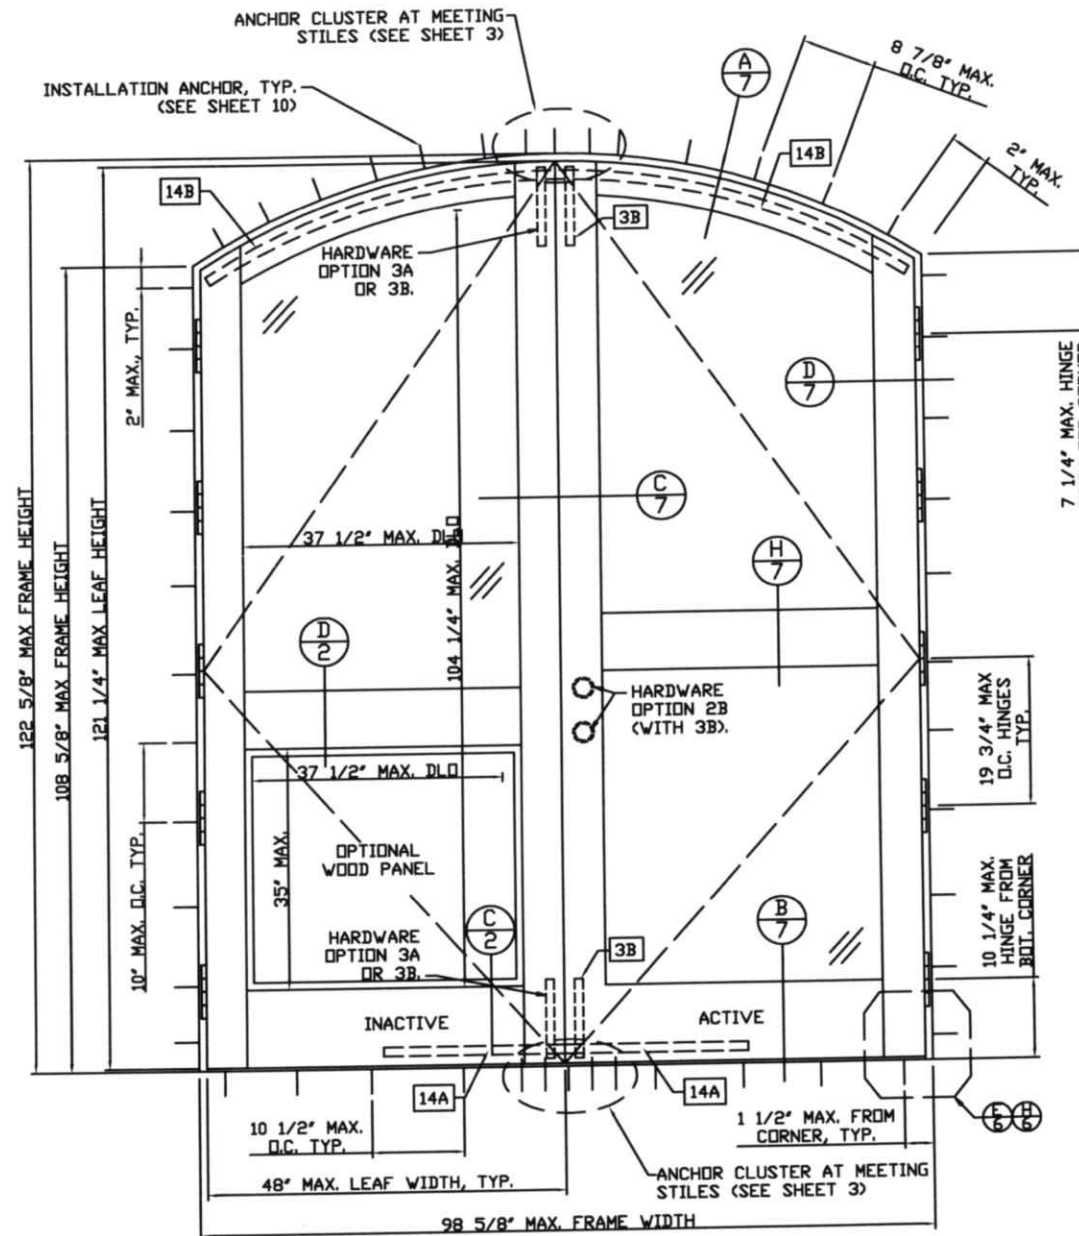 ANCHOR CLUSTER AT MEETING
STILES (SEE SHEET 3)
INSTALLATION ANCHOR, TYP.
(SEE SHEET 10)
A
7
8 7/8" MAX.
O.C. TYP.
2" MAX.
TYP.
14B
14B
3B
HARDWARE
OPTION 3A
OR 3B.
2" MAX., TYP.
D
7
7 1/4" MAX. HINGE
122 5/8" MAX FRAME HEIGHT
108 5/8" MAX FRAME HEIGHT
121 1/4" MAX LEAF HEIGHT
C
7
37 1/2" MAX. DLO
104 1/4" MAX. DLO
H
7
D
2
HARDWARE
OPTION 2B
(WITH 3B).
19 3/4" MAX
O.C. HINGES
TYP.
37 1/2" MAX. DLO
35" MAX.
OPTIONAL
WOOD PANEL
10" MAX. O.C. TYP.
C
2
B
7
10 1/4" MAX.
HINGE FROM
BOT. CORNER
HARDWARE
OPTION 3A
OR 3B.
3B
INACTIVE
ACTIVE
14A
14A
10 1/2" MAX.
O.C. TYP.
1 1/2" MAX. FROM
CORNER, TYP.
E
6
H
6
48" MAX. LEAF WIDTH, TYP.
ANCHOR CLUSTER AT MEETING
STILES (SEE SHEET 3)
98 5/8" MAX. FRAME WIDTH